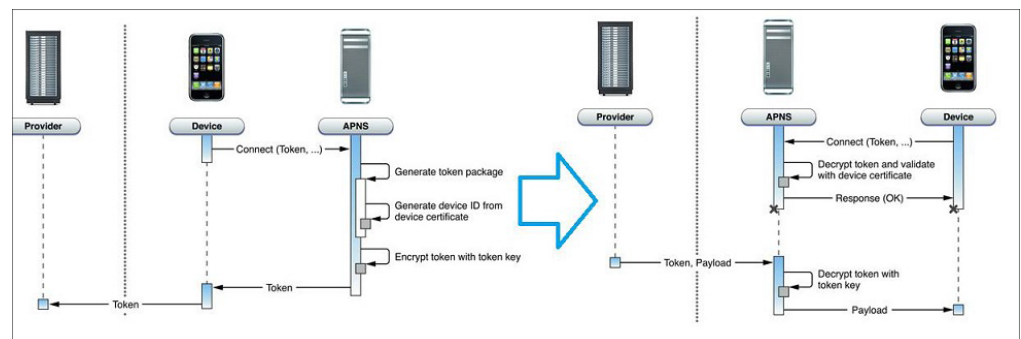 Provider
Device
APNS
Connect (Token, ...)
Generate token package
Generate device ID from
device certificate
Encrypt token with token key
Token
Token
Provider
APNS
Device
Connect (Token, ...)
Decrypt token and validate
with device certificate
Response (OK)
Token, Payload
Decrypt token with
token key
Payload